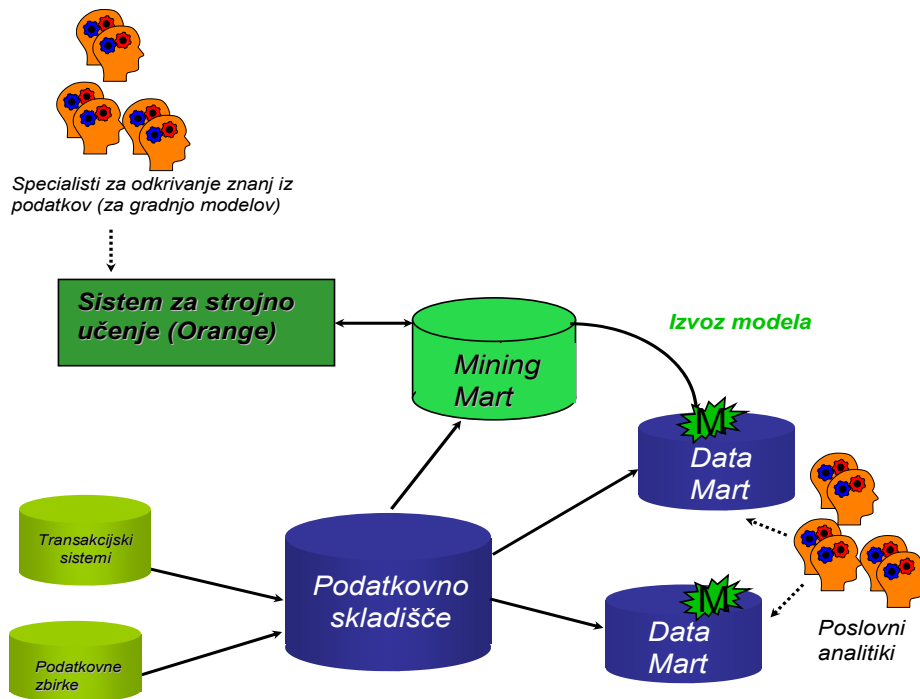 Specialisti za odkrivanje znanj iz
podatkov (za gradnjo modelov)
Sistem za strojno
učenje (Orange)
Izvoz modela
Mining
Mart
M
Data
Mart
Transakcijski
sistemi
Podatkovno
skladišče
M
Data
Mart
Podatkovne
zbirke
Poslovni
analitiki